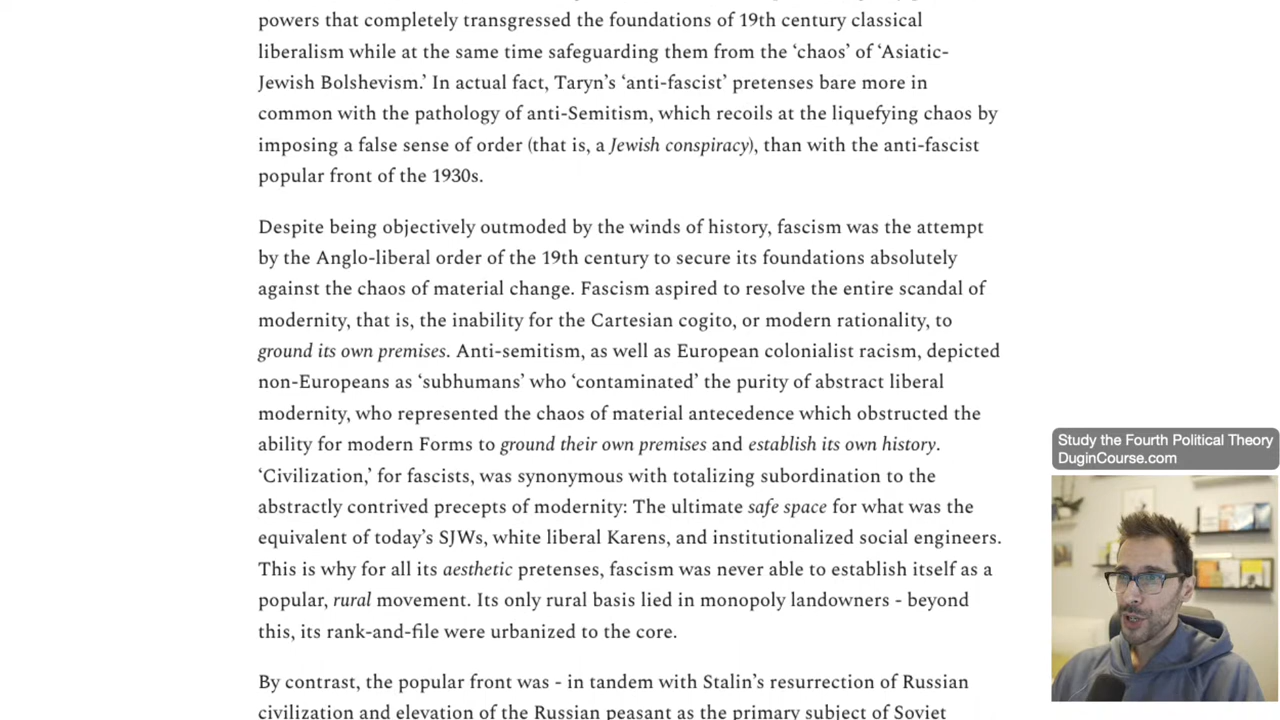 powers that completely transgressed the foundations of 19th century classical
liberalism while at the same time safeguarding them from the ‘chaos’ of ‘Asiatic-
Jewish Bolshevism.’ In actual fact, Taryn’s ‘anti-fascist’ pretenses bare more in
common with the pathology of anti-Semitism, which recoils at the liquefying chaos by
imposing a false sense of order (that is, a Jewish conspiracy), than with the anti-fascist
popular front of the 1930s.
Despite being objectively outmoded by the winds of history, fascism was the attempt
by the Anglo-liberal order of the 19th century to secure its foundations absolutely
against the chaos of material change. Fascism aspired to resolve the entire scandal of
modernity, that is, the inability for the Cartesian cogito, or modern rationality, to
ground its own premises. Anti-semitism, as well as European colonialist racism, depicted
non-Europeans as ‘subhumans’ who ‘contaminated’ the purity of abstract liberal
modernity, who represented the chaos of material antecedence which obstructed the
ability for modern Forms to ground their own premises and establish its own history.
‘Civilization,’ for fascists, was synonymous with totalizing subordination to the
abstractly contrived precepts of modernity: The ultimate safe space for what was the
equivalent of today’s SJWs, white liberal Karens, and institutionalized social engineers.
This is why for all its aesthetic pretenses, fascism was never able to establish itself as a
popular, rural movement. Its only rural basis lied in monopoly landowners - beyond
this, its rank-and-file were urbanized to the core.
By contrast, the popular front was - in tandem with Stalin’s resurrection of Russian
civilization and elevation of the Russian peasant as the primary subject of Soviet
Study the Fourth Political Theory
DuginCourse.com